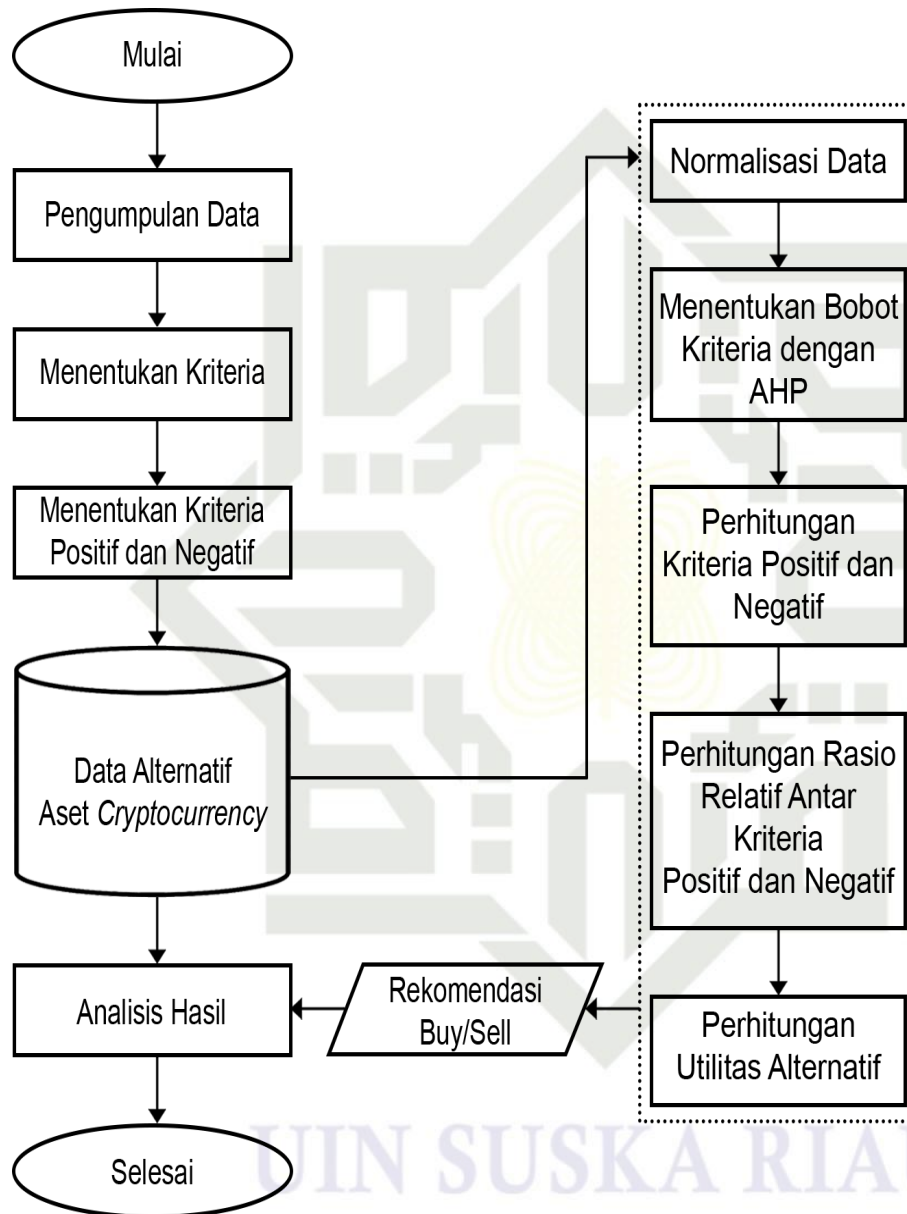 Mulai
Pengumpulan Data
Menentukan Kriteria
Menentukan Kriteria
Positif dan Negatif
Data Alternatif
Aset Cryptocurrency
Analisis Hasil
Selesai
Normalisasi Data
Menentukan Bobot
Kriteria dengan
AHP
Perhitungan
Kriteria Positif dan
Negatif
Perhitungan Rasio
Relatif Antar
Kriteria
Positif dan Negatif
Perhitungan
Utilitas Alternatif
Rekomendasi
Buy/Sell
UIN SUSKA RIA